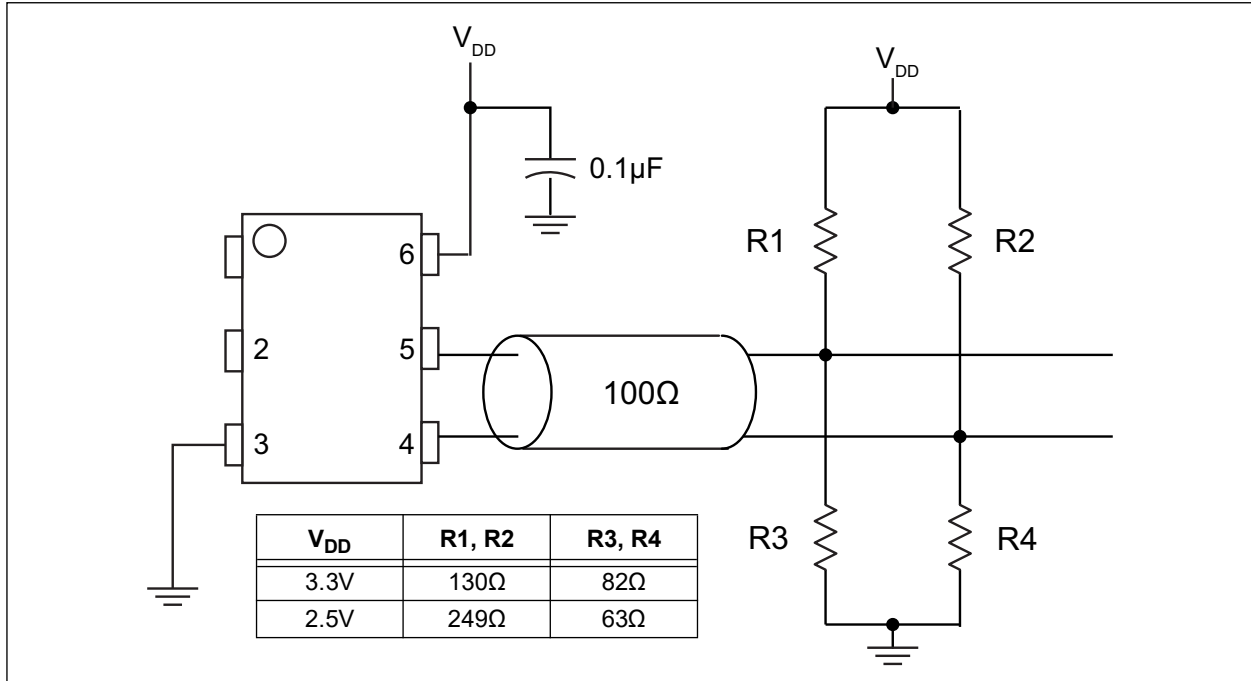 VDD
VDD
0.1µF
6
R1
R2
2
5
100Ω
3
4
R3
R4
VDD R1, R2 R3, R4
3.3V 130Ω 82Ω
2.5V 249Ω 63Ω